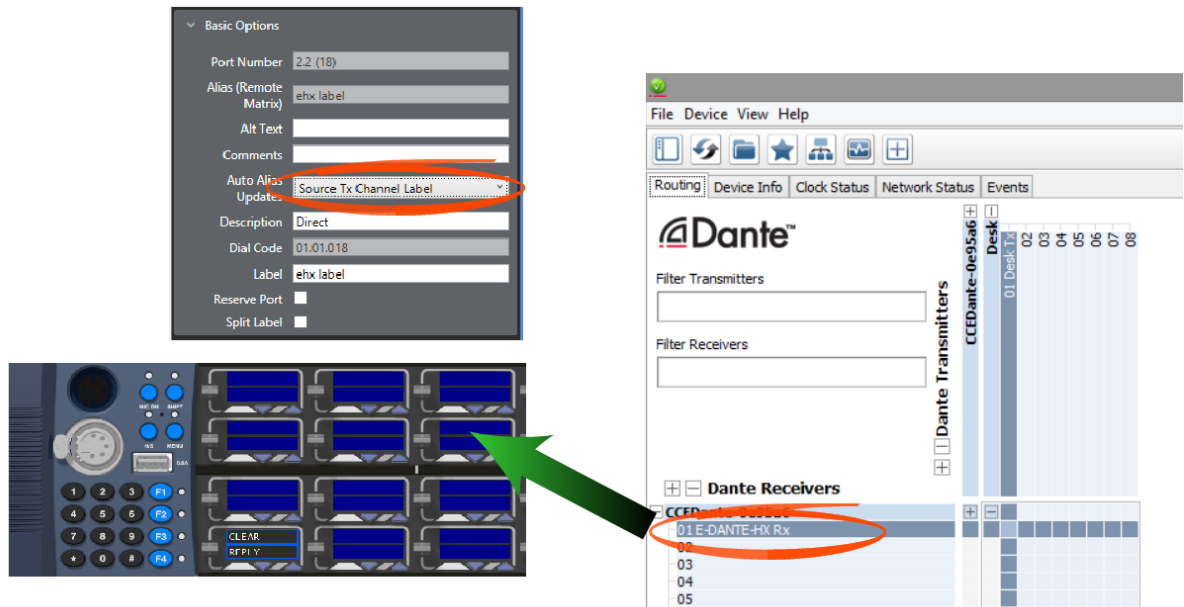 Basic Options
Port Number 2.2 (18)
Alias (Remote
Matrix) ehx label
Alt Text
Comments
Auto Alias
Updates Source Tx Channel Label
Description Direct
Dial Code 01.01.018
Label ehx label
Reserve Port
Split Label
File Device View Help
Routing Device Info Clock Status Network Status Events
Dante™
Filter Transmitters
Filter Receivers
Dante Transmitters
CCEDante-0e95a6
Desk
01 Desk Tx
02
03
04
05
06
07
08
Dante Receivers
CCEDante-0e95a6
01 E-DANTE-HX Rx
02
03
04
05
MIC ON SHIFT
H/S MENU
0.5A
1 2 3 F1
4 5 6 F2
7 8 9 F3
* 0 # F4
CLEAR
REPLY